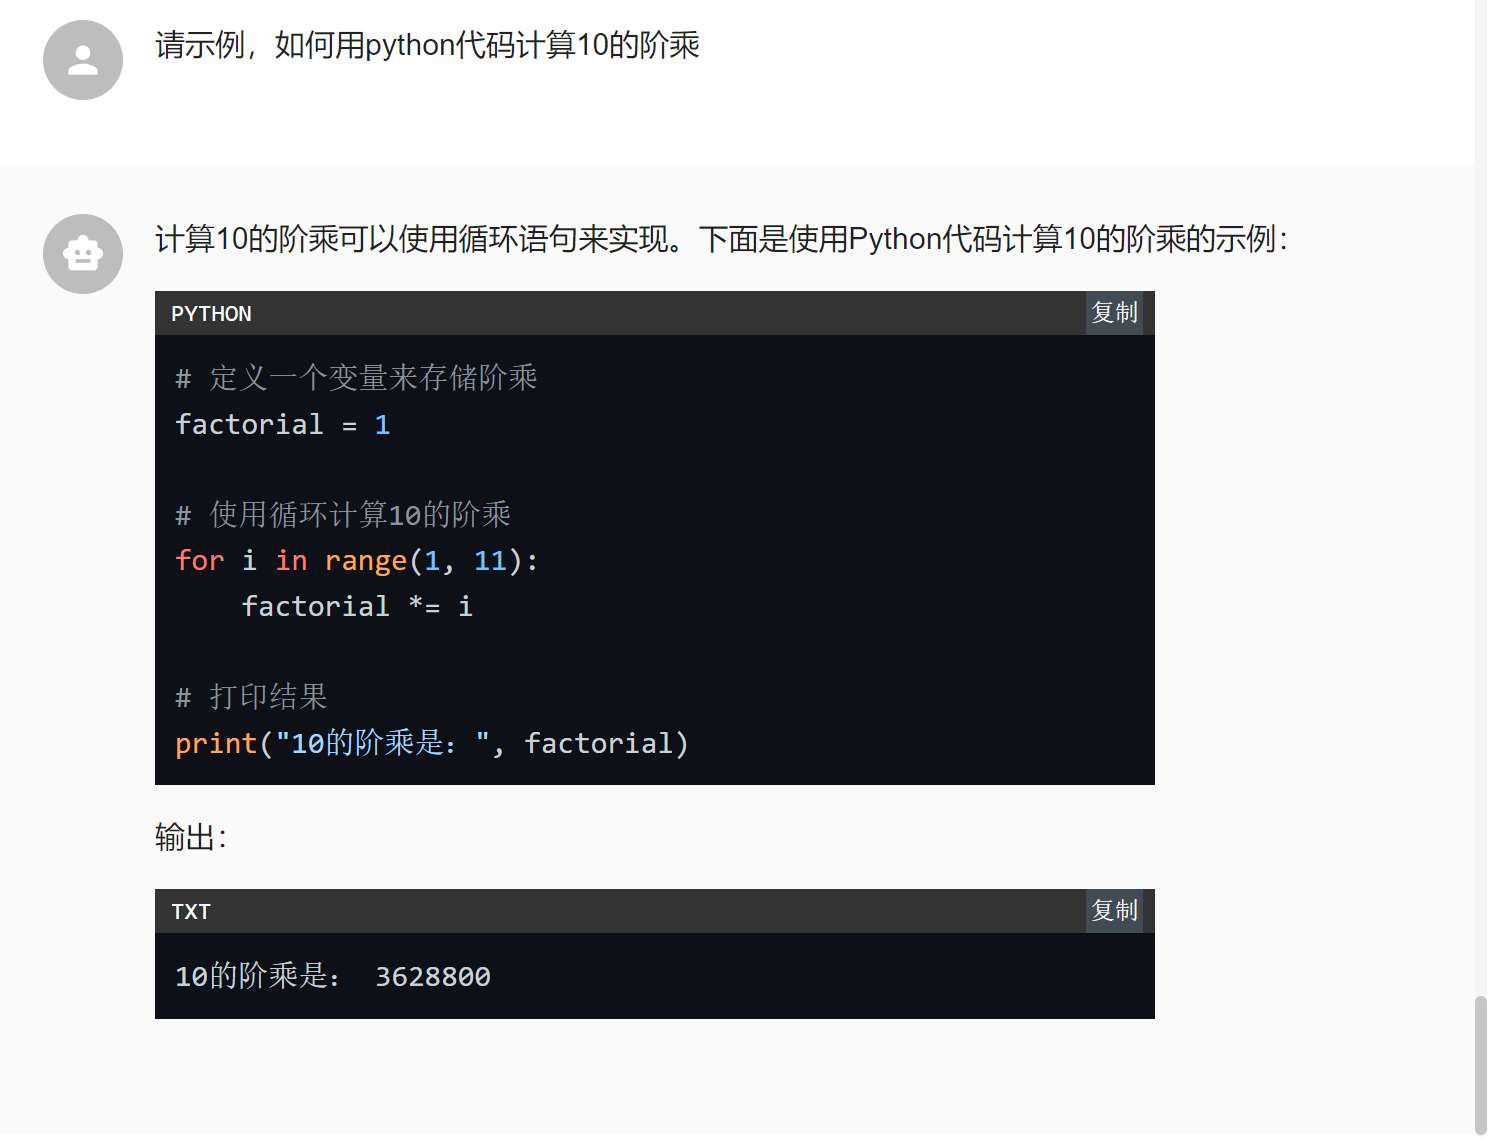 请示例，如何用python代码计算10的阶乘
计算10的阶乘可以使用循环语句来实现。下面是使用Python代码计算10的阶乘的示例：
PYTHON 复制
# 定义一个变量来存储阶乘
factorial = 1
# 使用循环计算10的阶乘
for i in range(1, 11):
    factorial *= i
# 打印结果
print("10的阶乘是：", factorial)
输出：
TXT 复制
10的阶乘是： 3628800